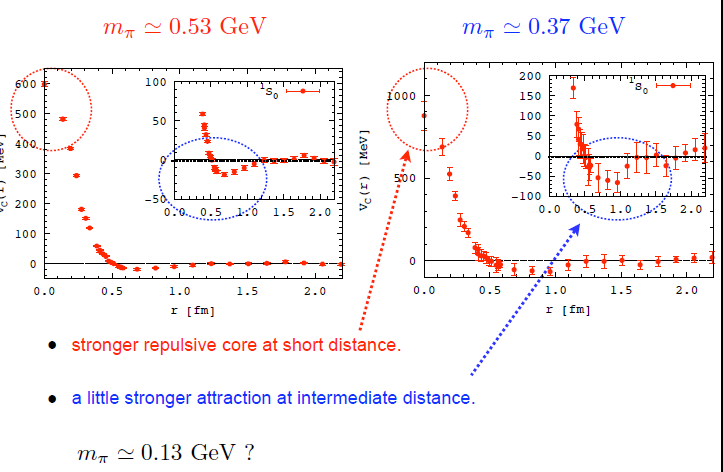 m_π ≃ 0.53 GeV
m_π ≃ 0.37 GeV
600
500
400
300
200
100
0
0.0 0.5 1.0 1.5 2.0
r [fm]
100
50
0
-50
0.0 0.5 1.0 1.5 2.0
¹S₀
V_C(r) [MeV]
1000
500
0
0.0 0.5 1.0 1.5 2.0
r [fm]
200
150
100
50
0
-50
-100
0.0 0.5 1.0 1.5 2.0
¹S₀
• stronger repulsive core at short distance.
• a little stronger attraction at intermediate distance.
m_π ≃ 0.13 GeV ?